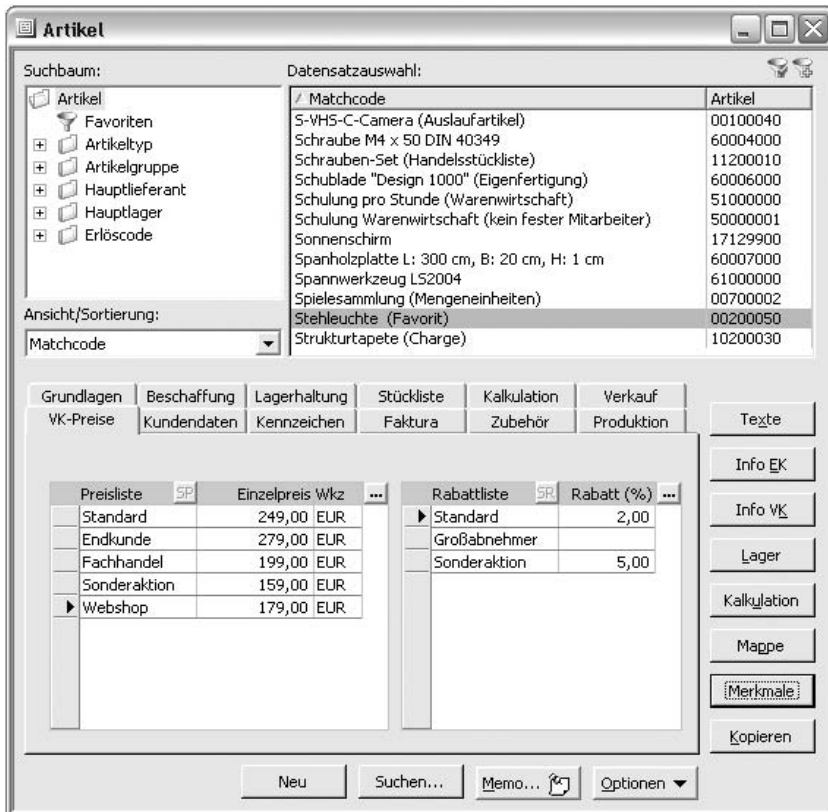 Artikel
Suchbaum:
Artikel
Favoriten
Artikeltyp
Artikelgruppe
Hauptlieferant
Hauptlager
Erlöscode
Ansicht/Sortierung:
Matchcode
Datensatzauswahl:
Matchcode Artikel
S-VHS-C-Camera (Auslaufartikel) 00100040
Schraube M4 x 50 DIN 40349 60004000
Schrauben-Set (Handelsstückliste) 11200010
Schublade "Design 1000" (Eigenfertigung) 60006000
Schulung pro Stunde (Warenwirtschaft) 51000000
Schulung Warenwirtschaft (kein fester Mitarbeiter) 50000001
Sonnenschirm 17129900
Spanholzplatte L: 300 cm, B: 20 cm, H: 1 cm 60007000
Spannwerkzeug LS2004 61000000
Spielesammlung (Mengeneinheiten) 00700002
Stehleuchte (Favorit) 00200050
Strukturtapete (Charge) 10200030
Grundlagen Beschaffung Lagerhaltung Stückliste Kalkulation Verkauf
VK-Preise Kundendaten Kennzeichen Faktura Zubehör Produktion
Preisliste SP Einzelpreis Wkz ...
Standard 249,00 EUR
Endkunde 279,00 EUR
Fachhandel 199,00 EUR
Sonderaktion 159,00 EUR
Webshop 179,00 EUR
Rabattliste SR Rabatt (%) ...
Standard 2,00
Großabnehmer
Sonderaktion 5,00
Texte
Info EK
Info VK
Lager
Kalkulation
Mappe
Merkmale
Kopieren
Neu Suchen... Memo... Optionen